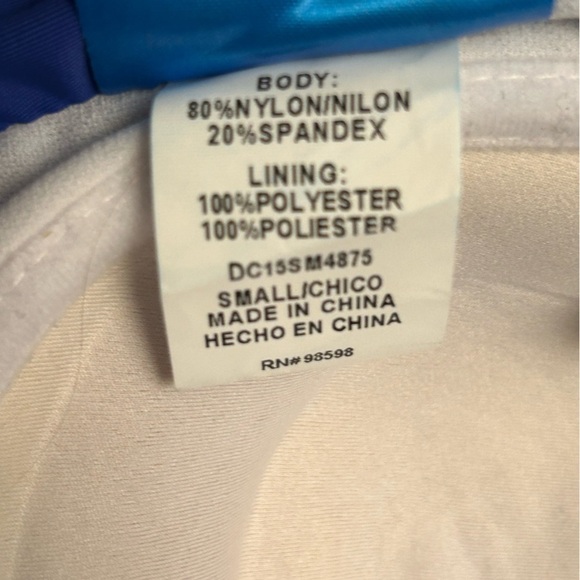 BODY:
80%NYLON/NILON
20%SPANDEX
LINING:
100%POLYESTER
100%POLIESTER
DC15SM4875
SMALL/CHICO
MADE IN CHINA
HECHO EN CHINA
RN#98598